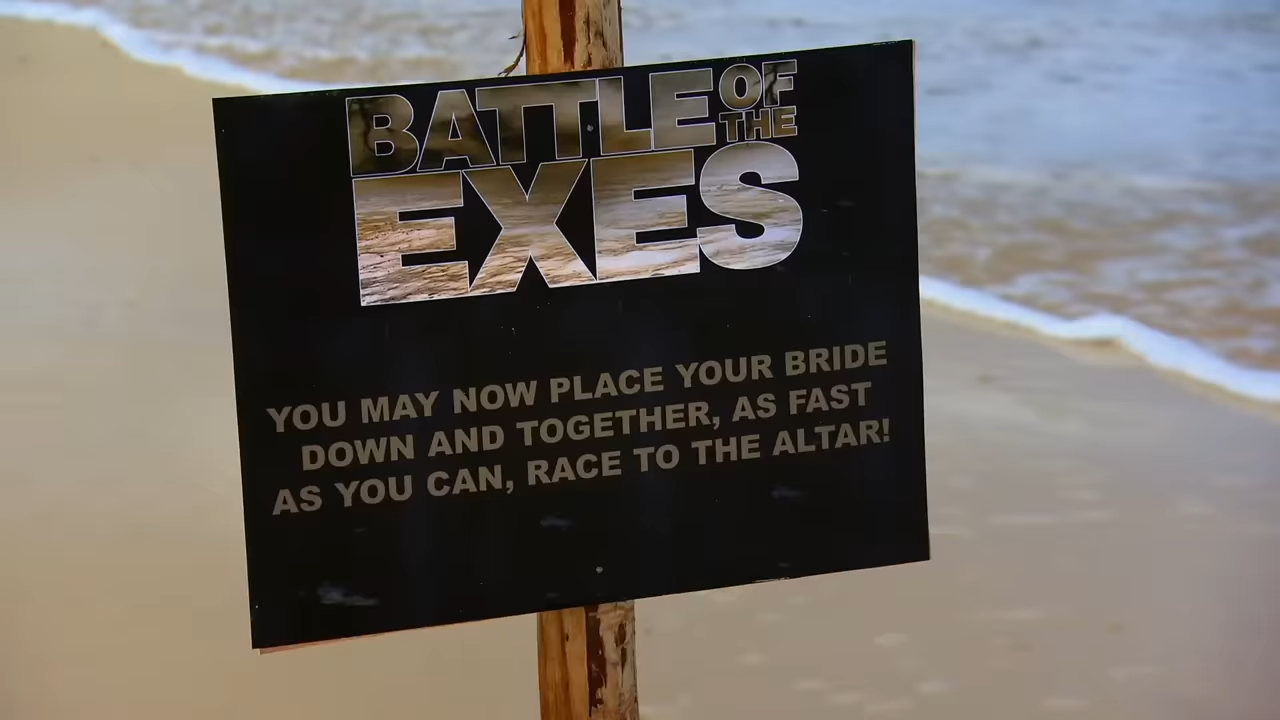 BATTLE OF THE
EXES
YOU MAY NOW PLACE YOUR BRIDE
DOWN AND TOGETHER, AS FAST
AS YOU CAN, RACE TO THE ALTAR!